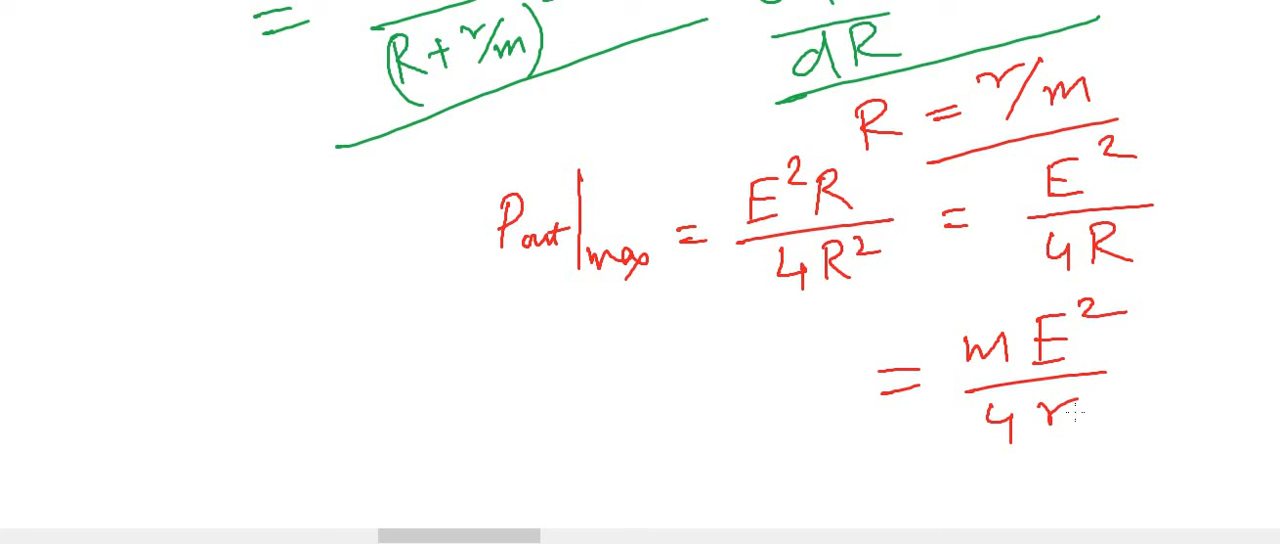 = (R + r/m) dR
R = r/m
Pout|max = E²R / 4R² = E² / 4R
= mE² / 4r